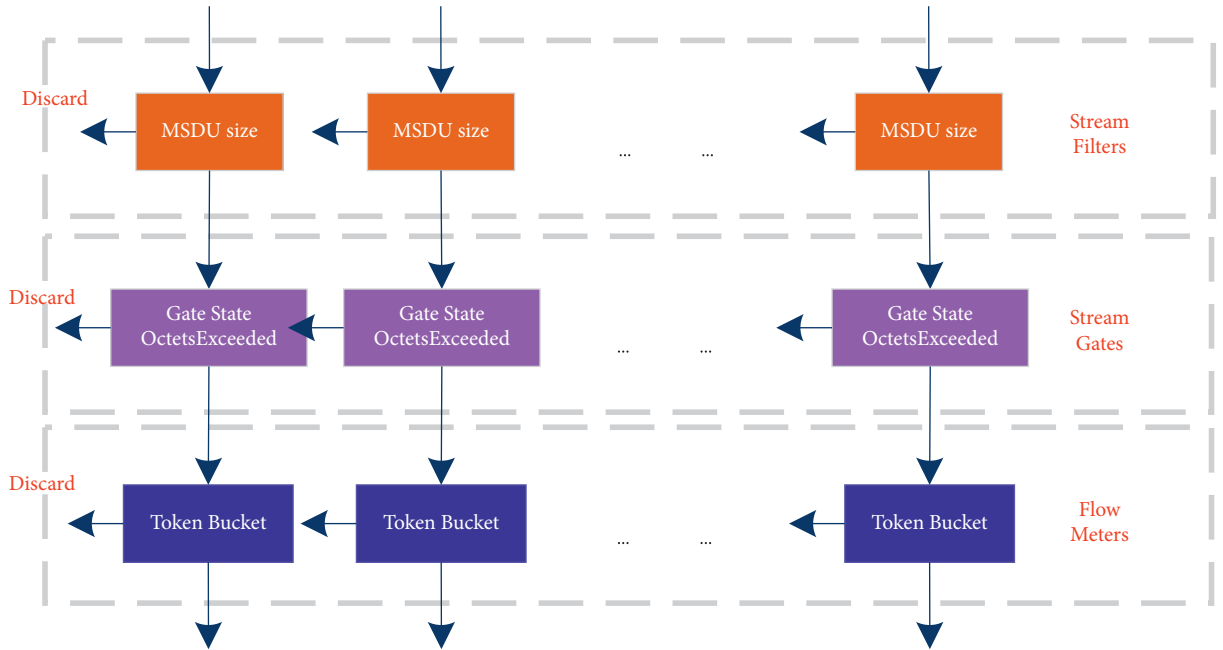 Discard
MSDU size
MSDU size
... ...
MSDU size
Stream
Filters
Discard
Gate State
OctetsExceeded
Gate State
OctetsExceeded
... ...
Gate State
OctetsExceeded
Stream
Gates
Discard
Token Bucket
Token Bucket
... ...
Token Bucket
Flow
Meters